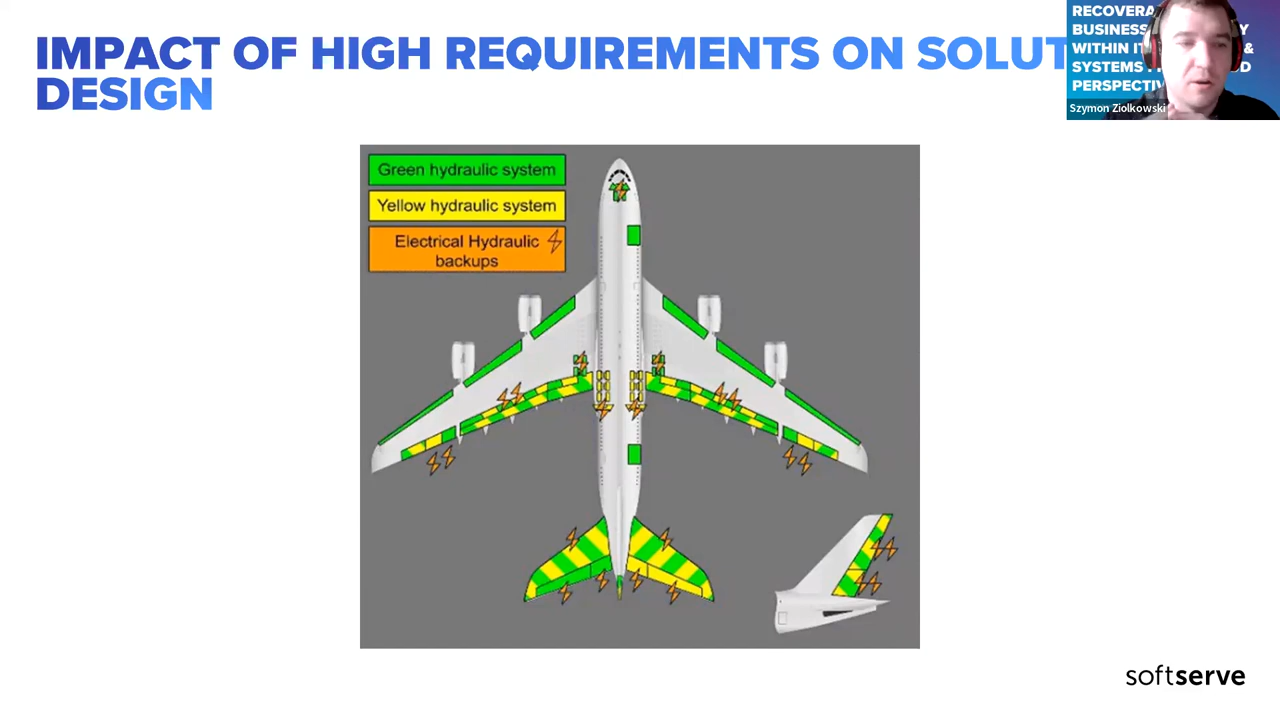 IMPACT OF HIGH REQUIREMENTS ON SOLUT
DESIGN
RECOVERA
BUSINESS Y
WITHIN IT &
SYSTEMS D
PERSPECTIV
Szymon Ziolkowski
Green hydraulic system
Yellow hydraulic system
Electrical Hydraulic
backups
softserve